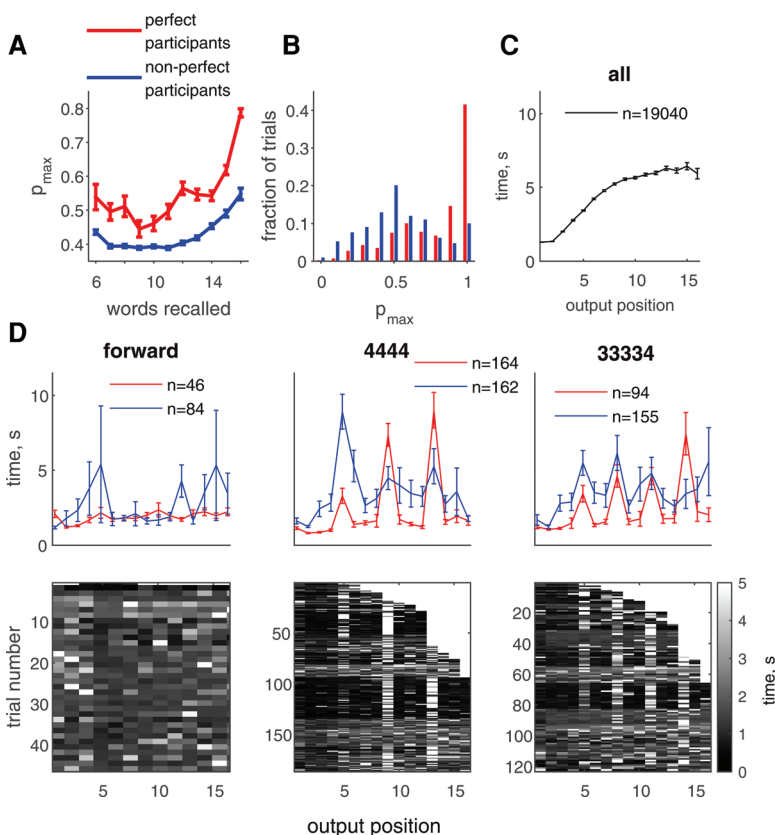 perfect
participants
non-perfect
participants
A
B
C
all
0.8
0.7
0.6
0.5
0.4
p_max
6
10
14
words recalled
0.4
0.3
0.2
0.1
0
fraction of trials
0
0.5
1
p_max
10
5
0
time, s
n=19040
5
10
15
output position
D
forward
4444
33334
n=46
n=84
n=164
n=162
n=94
n=155
10
5
0
time, s
10
20
30
40
trial number
5
10
15
50
100
150
5
10
15
20
40
60
80
100
120
5
10
15
5
4
3
2
1
0
time, s
output position